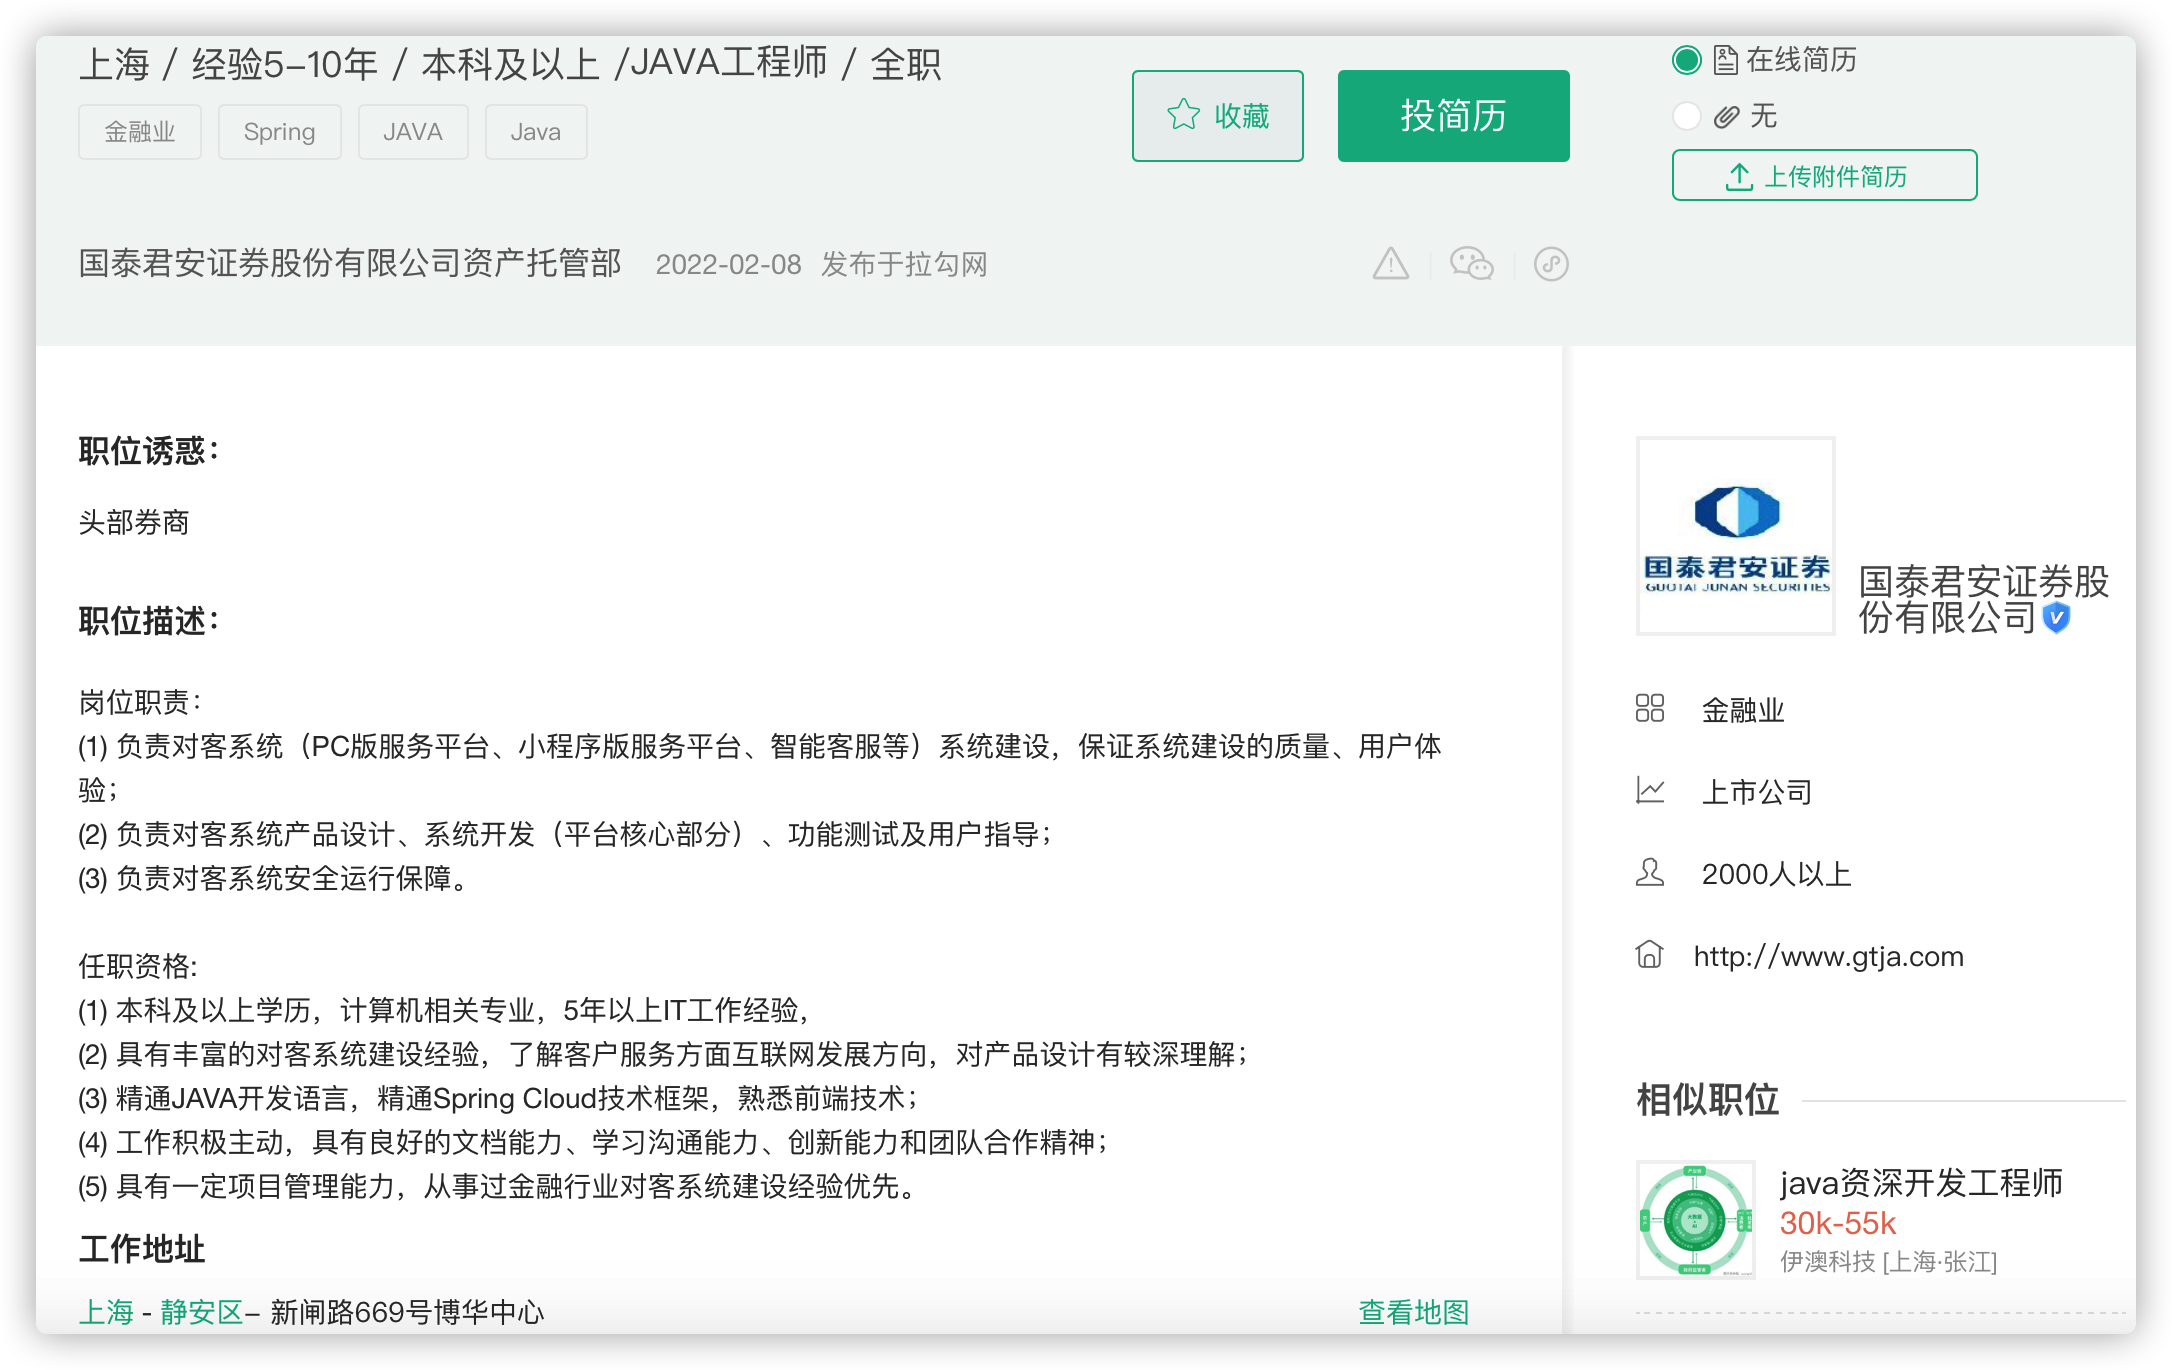 上海 / 经验5-10年 / 本科及以上 /JAVA工程师 / 全职
金融业 Spring JAVA Java
收藏
投简历
在线简历
无
上传附件简历
国泰君安证券股份有限公司资产托管部 2022-02-08 发布于拉勾网
职位诱惑：
头部券商
职位描述：
岗位职责：
(1) 负责对客系统（PC版服务平台、小程序版服务平台、智能客服等）系统建设，保证系统建设的质量、用户体
验；
(2) 负责对客系统产品设计、系统开发（平台核心部分）、功能测试及用户指导；
(3) 负责对客系统安全运行保障。
任职资格:
(1) 本科及以上学历，计算机相关专业，5年以上IT工作经验，
(2) 具有丰富的对客系统建设经验，了解客户服务方面互联网发展方向，对产品设计有较深理解；
(3) 精通JAVA开发语言，精通Spring Cloud技术框架，熟悉前端技术；
(4) 工作积极主动，具有良好的文档能力、学习沟通能力、创新能力和团队合作精神；
(5) 具有一定项目管理能力，从事过金融行业对客系统建设经验优先。
工作地址
上海 - 静安区- 新闸路669号博华中心
查看地图
国泰君安证券
GUOTAI JUNAN SECURITIES
国泰君安证券股
份有限公司
金融业
上市公司
2000人以上
http://www.gtja.com
相似职位
java资深开发工程师
30k-55k
伊澳科技 [上海·张江]